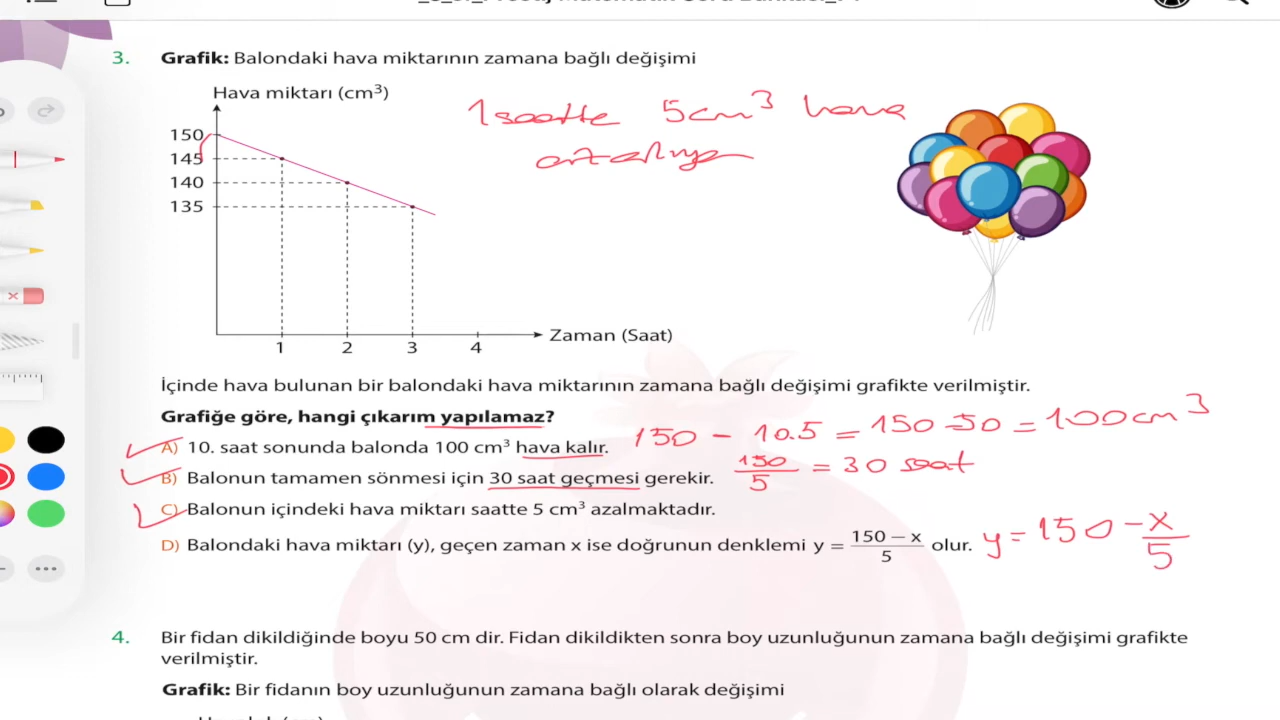 3. Grafik: Balondaki hava miktarının zamana bağlı değişimi
Hava miktarı (cm³)
1 saatte 5cm³ hava
azalıyor
150
145
140
135
1 2 3 4 Zaman (Saat)
İçinde hava bulunan bir balondaki hava miktarının zamana bağlı değişimi grafikte verilmiştir.
Grafiğe göre, hangi çıkarım yapılamaz?
A) 10. saat sonunda balonda 100 cm³ hava kalır.
150 - 10.5 = 150-50 = 100cm³
B) Balonun tamamen sönmesi için 30 saat geçmesi gerekir.
150/5 = 30 saat
C) Balonun içindeki hava miktarı saatte 5 cm³ azalmaktadır.
D) Balondaki hava miktarı (y), geçen zaman x ise doğrunun denklemi y = 150 − x / 5 olur.
y = 150 - x/5
4. Bir fidan dikildiğinde boyu 50 cm dir. Fidan dikildikten sonra boy uzunluğunun zamana bağlı değişimi grafikte
verilmiştir.
Grafik: Bir fidanın boy uzunluğunun zamana bağlı olarak değişimi